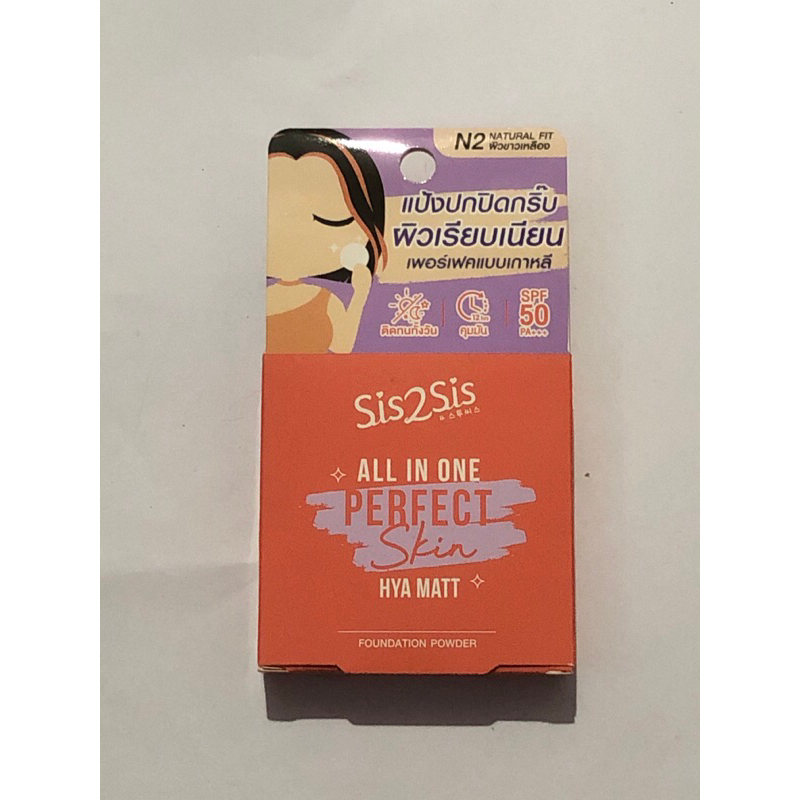 N2 NATURAL FIT
ผิวขาวเหลือง
แป้งปกปิดกริ๊บ
ผิวเรียบเนียน
เพอร์เฟคแบบเกาหลี
ติดทนทั้งวัน
12 hrs
คุมมัน
SPF
50
PA+++
Sis2Sis
ALL IN ONE
PERFECT
Skin
HYA MATT
FOUNDATION POWDER